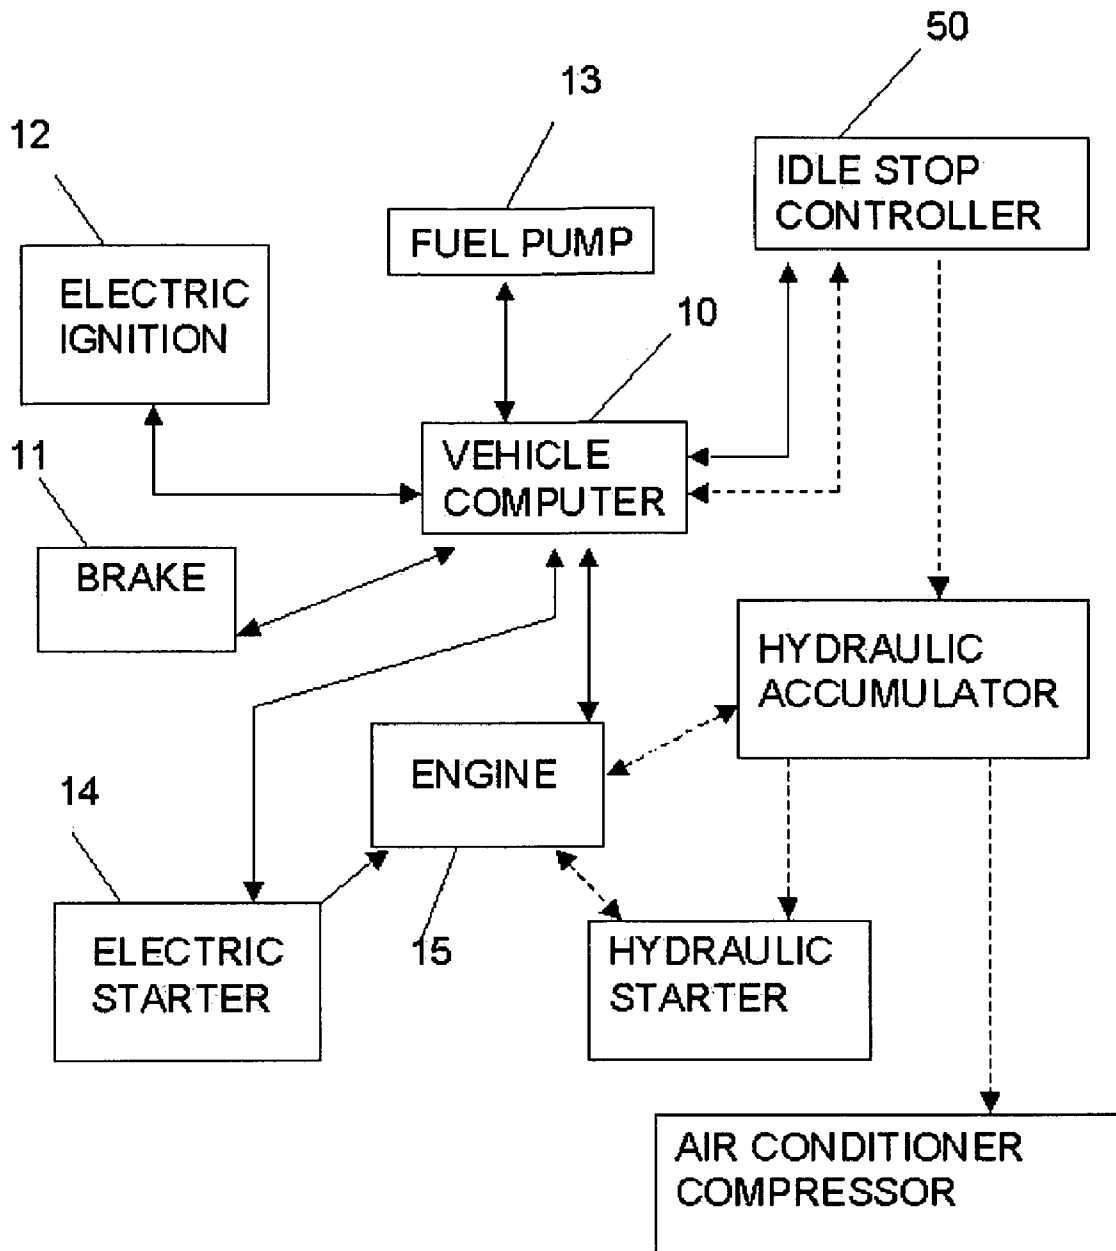 50
13
12
IDLE STOP
CONTROLLER
FUEL PUMP
ELECTRIC
IGNITION
10
VEHICLE
COMPUTER
11
BRAKE
HYDRAULIC
ACCUMULATOR
ENGINE
14
15
ELECTRIC
STARTER
HYDRAULIC
STARTER
AIR CONDITIONER
COMPRESSOR